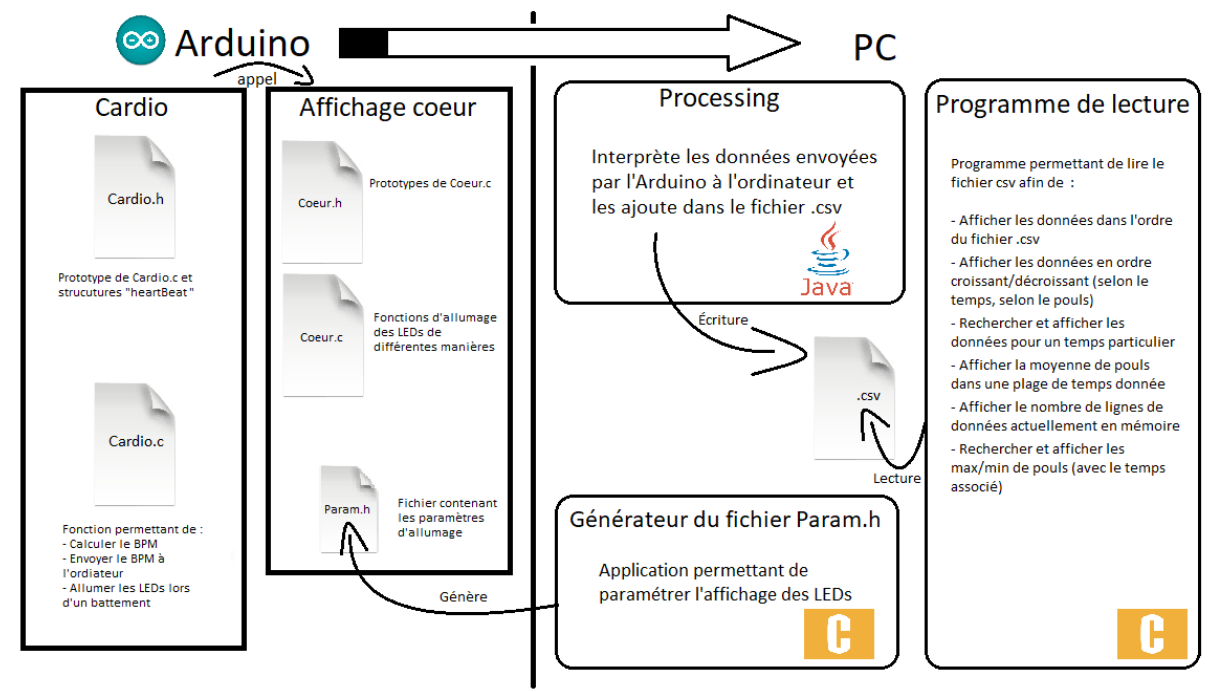 Arduino
PC
appel
Cardio
Cardio.h
Prototype de Cardio.c et
strucutures "heartBeat"
Cardio.c
Fonction permettant de :
- Calculer le BPM
- Envoyer le BPM à
l'ordiateur
- Allumer les LEDs lors
d'un battement
Affichage coeur
Coeur.h
Prototypes de Coeur.c
Coeur.c
Fonctions d'allumage
des LEDs de
différentes manières
Param.h
Fichier contenant
les paramètres
d'allumage
Génère
Processing
Interprète les données envoyées
par l'Arduino à l'ordinateur et
les ajoute dans le fichier .csv
Java
Écriture
.csv
Lecture
Générateur du fichier Param.h
Application permettant de
paramétrer l'affichage des LEDs
C
Programme de lecture
Programme permettant de lire le
fichier csv afin de :
- Afficher les données dans l'ordre
du fichier .csv
- Afficher les données en ordre
croissant/décroissant (selon le
temps, selon le pouls)
- Rechercher et afficher les
données pour un temps particulier
- Afficher la moyenne de pouls
dans une plage de temps donnée
- Afficher le nombre de lignes de
données actuellement en mémoire
- Rechercher et afficher les
max/min de pouls (avec le temps
associé)
C